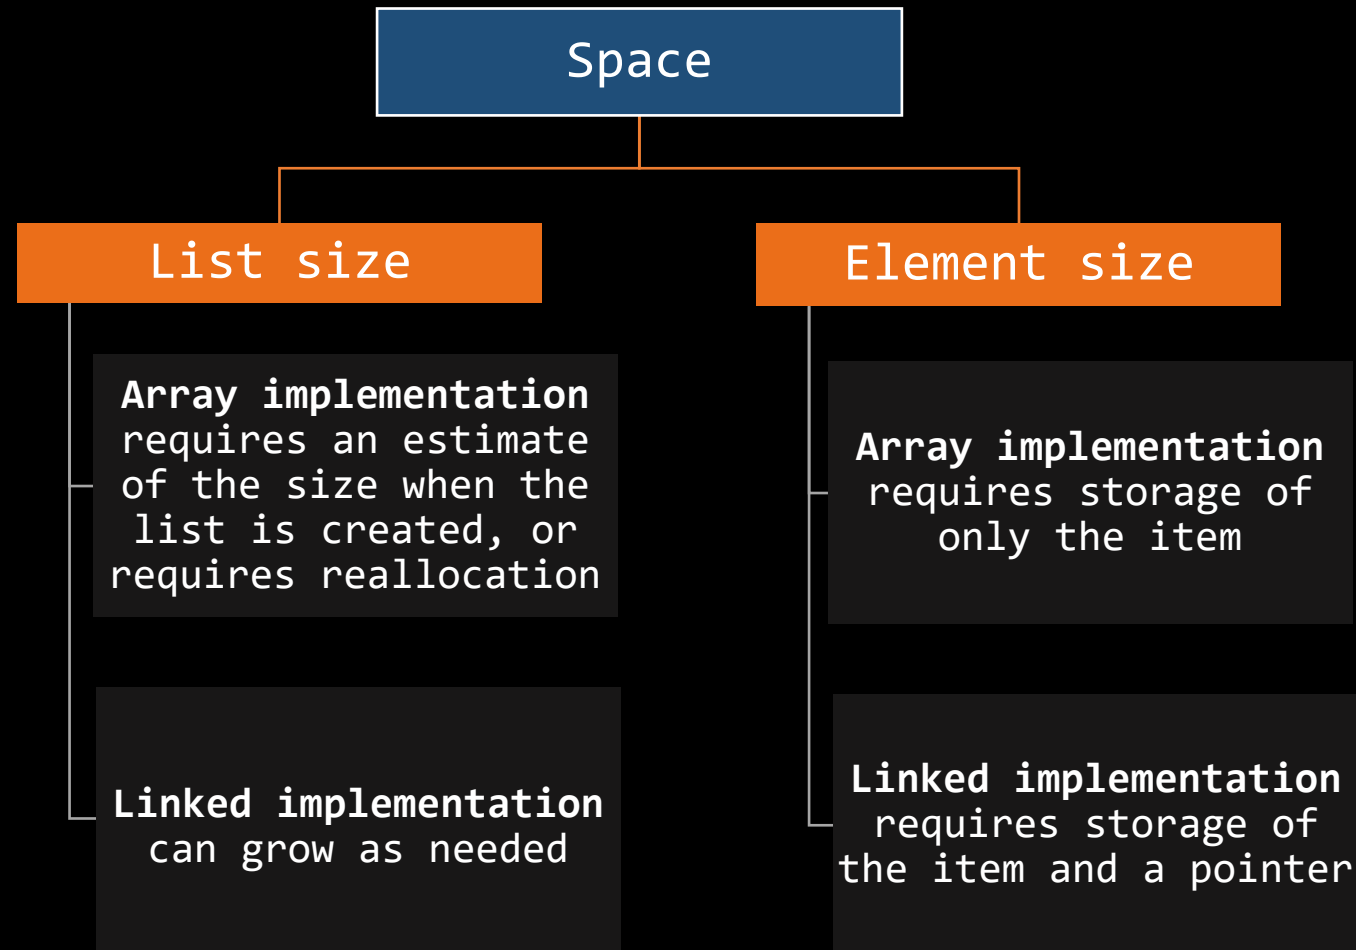 Space
List size
Array implementation
requires an estimate
of the size when the
list is created, or
requires reallocation
Linked implementation
can grow as needed
Element size
Array implementation
requires storage of
only the item
Linked implementation
requires storage of
the item and a pointer